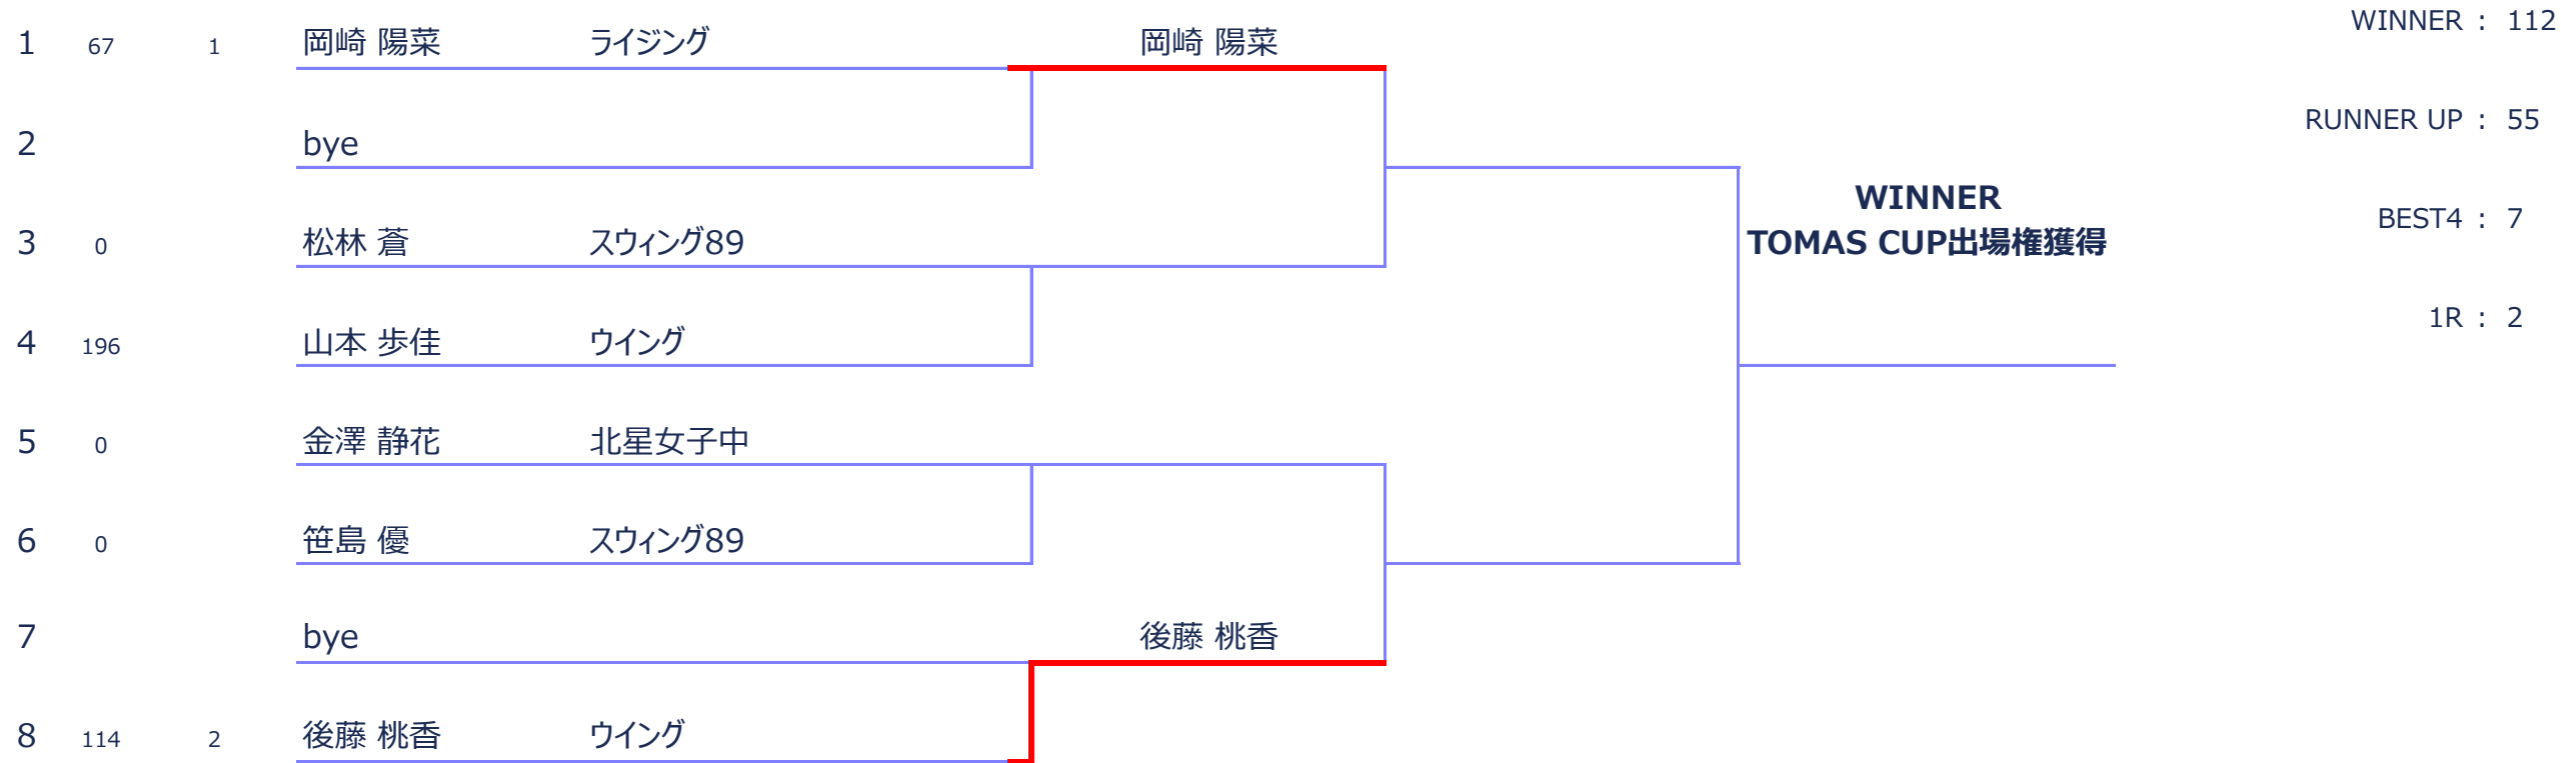 WINNER : 112
1 67 1 岡崎 陽菜 ライジング 岡崎 陽菜
RUNNER UP : 55
2 bye
WINNER
BEST4 : 7
3 0 松林 蒼 スウィング89 TOMAS CUP出場権獲得
1R : 2
4 196 山本 歩佳 ウイング
5 0 金澤 静花 北星女子中
6 0 笹島 優 スウィング89
7 bye 後藤 桃香
8 114 2 後藤 桃香 ウイング